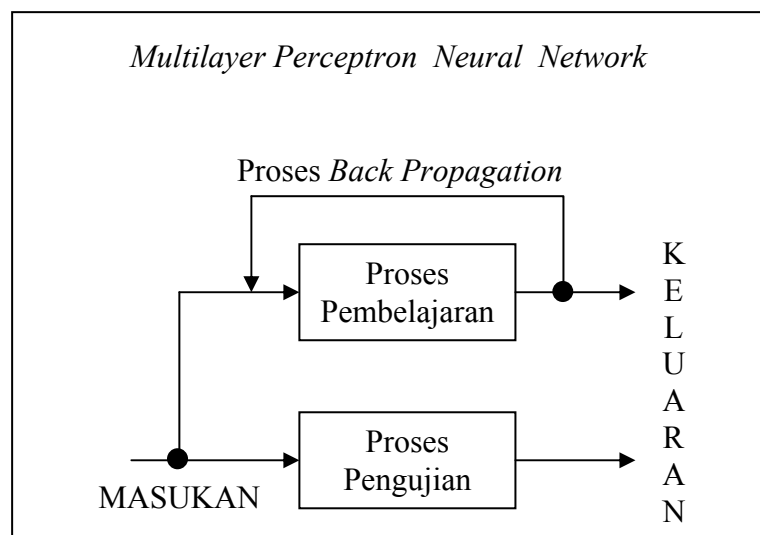 Multilayer Perceptron Neural Network
Proses Back Propagation
Proses
Pembelajaran
Proses
Pengujian
MASUKAN
K
E
L
U
A
R
A
N